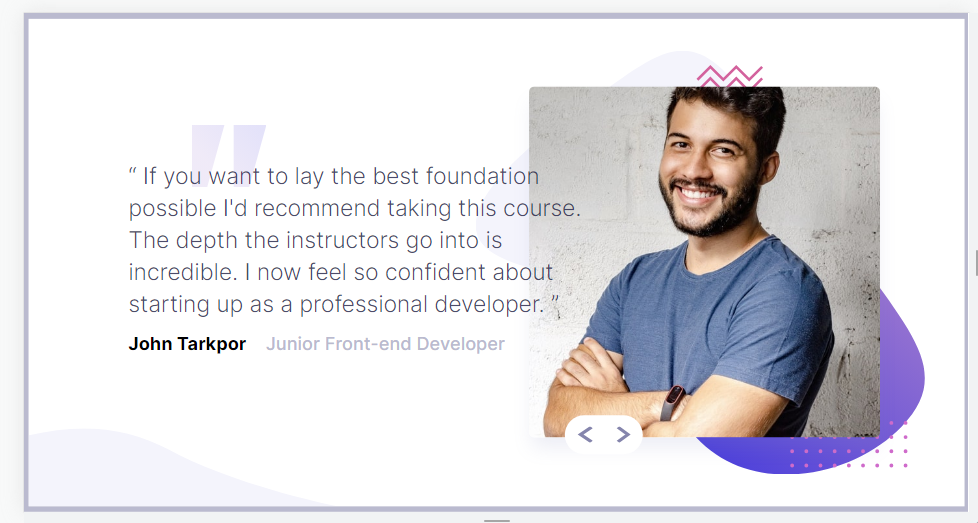 “ If you want to lay the best foundation
possible I'd recommend taking this course.
The depth the instructors go into is
incredible. I now feel so confident about
starting up as a professional developer. ”
John Tarkpor Junior Front-end Developer